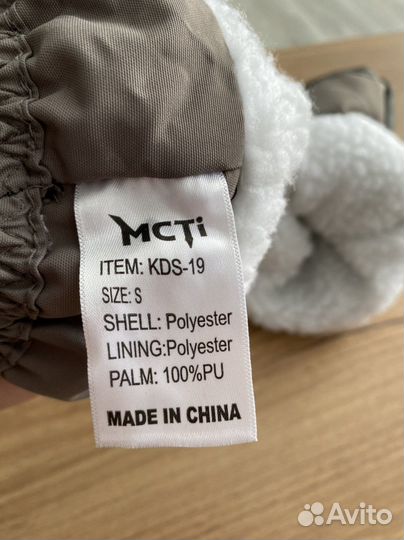 MCTi
ITEM: KDS-19
SIZE: S
SHELL: Polyester
LINING:Polyester
PALM: 100%PU
MADE IN CHINA
Avito